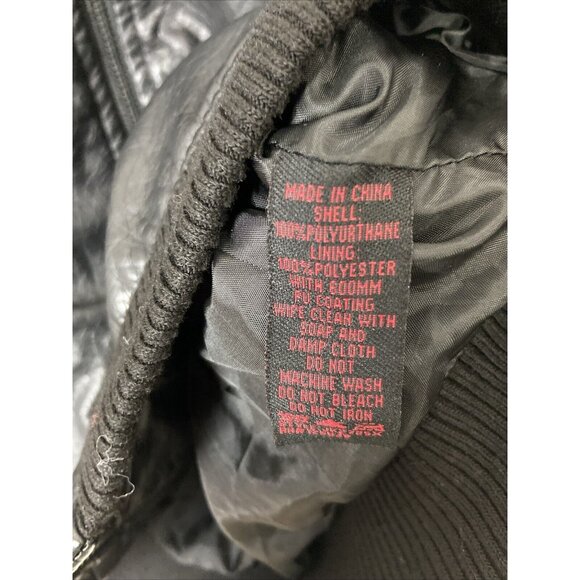 MADE IN CHINA
SHELL:
100%POLYURTHANE
LINING
100%POLYESTER
WITH 600MM
PU COATING
WIPE CLEAN WITH
SOAP AND
DAMP CLOTH
DO NOT
MACHINE WASH
DO NOT BLEACH
DO NOT IRON